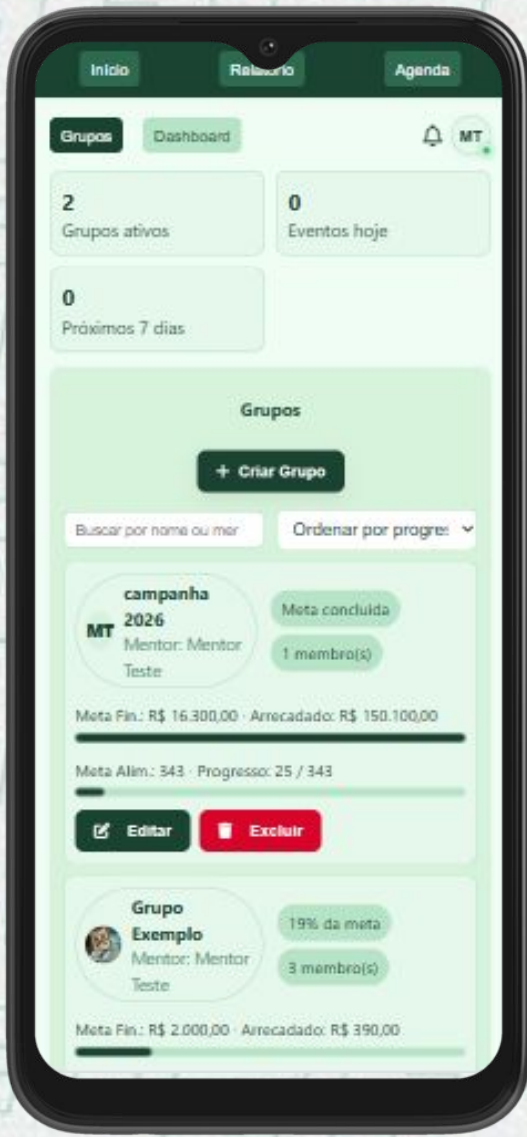 Início
Relatório
Agenda
Grupos
Dashboard
MT
2
Grupos ativos
0
Eventos hoje
0
Próximos 7 dias
Grupos
+ Criar Grupo
Buscar por nome ou mer
Ordenar por progre
MT
campanha
2026
Mentor: Mentor
Teste
Meta concluída
1 membro(s)
Meta Fin.: R$ 16.300,00 · Arrecadado: R$ 150.100,00
Meta Alim.: 343 · Progresso: 25 / 343
Editar
Excluir
Grupo
Exemplo
Mentor: Mentor
Teste
19% da meta
3 membro(s)
Meta Fin.: R$ 2.000,00 · Arrecadado: R$ 390,00